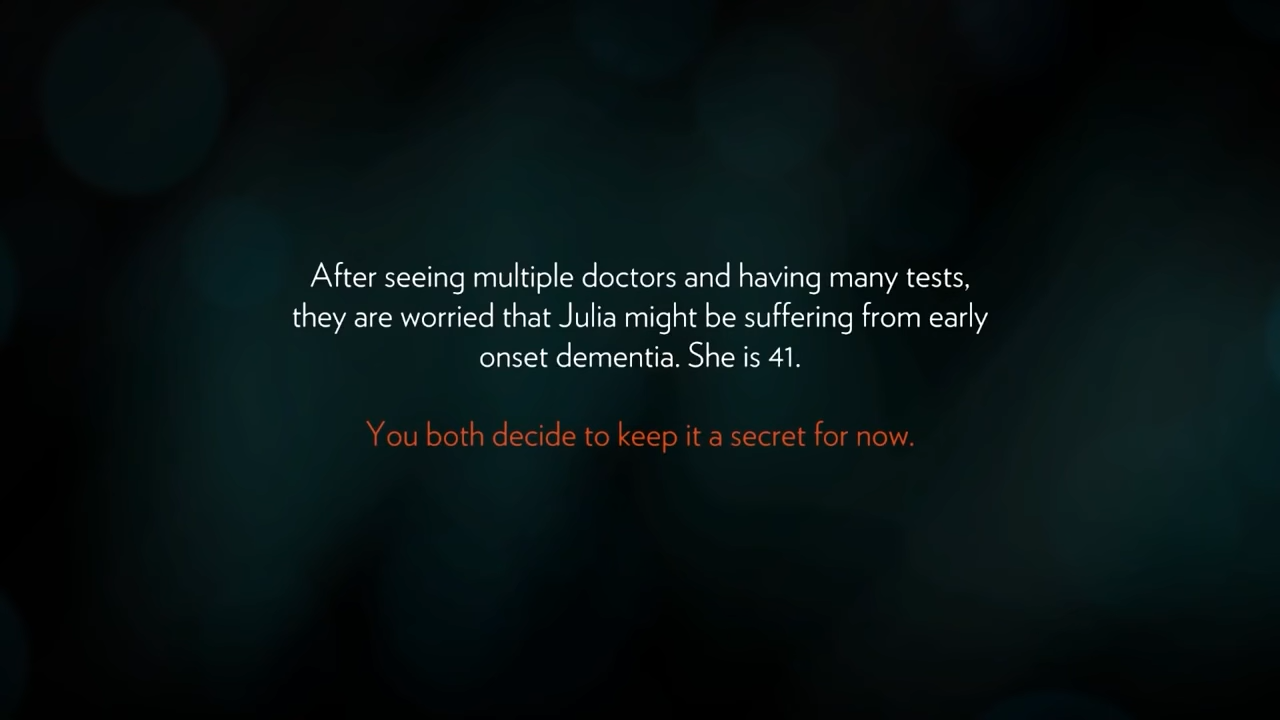 After seeing multiple doctors and having many tests,
they are worried that Julia might be suffering from early
onset dementia. She is 41.
You both decide to keep it a secret for now.